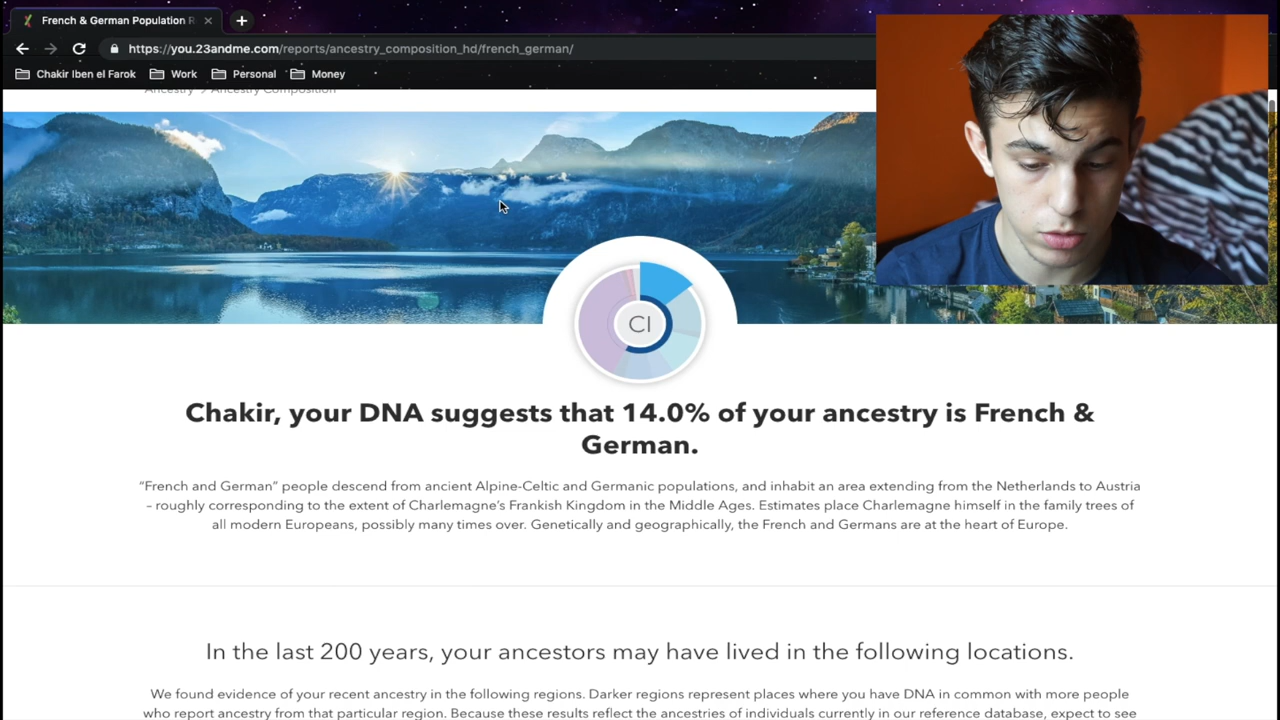 French & German Population R
https://you.23andme.com/reports/ancestry_composition_hd/french_german/
Chakir Iben el Farok Work Personal Money
Ancestry > Ancestry Composition
CI
Chakir, your DNA suggests that 14.0% of your ancestry is French &
German.
“French and German” people descend from ancient Alpine-Celtic and Germanic populations, and inhabit an area extending from the Netherlands to Austria
– roughly corresponding to the extent of Charlemagne’s Frankish Kingdom in the Middle Ages. Estimates place Charlemagne himself in the family trees of
all modern Europeans, possibly many times over. Genetically and geographically, the French and Germans are at the heart of Europe.
In the last 200 years, your ancestors may have lived in the following locations.
We found evidence of your recent ancestry in the following regions. Darker regions represent places where you have DNA in common with more people
who report ancestry from that particular region. Because these results reflect the ancestries of individuals currently in our reference database, expect to see